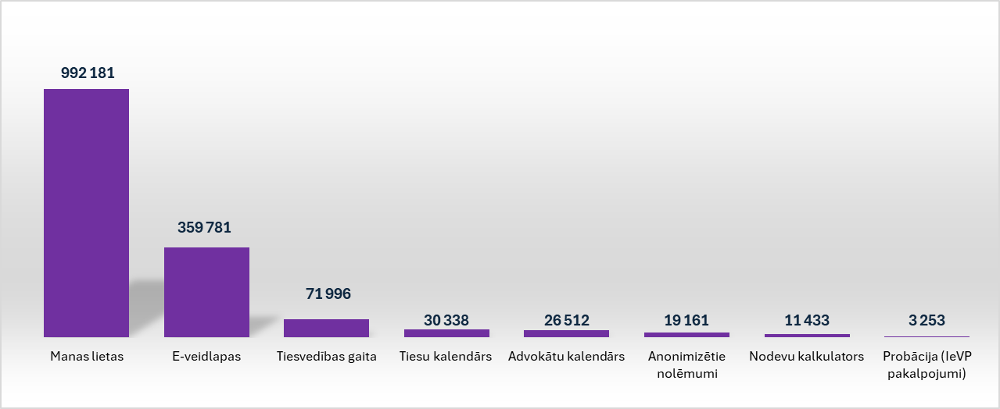 992 181
359 781
71 996
30 338
26 512
19 161
11 433
3 253
Manas lietas
E-veidlapas
Tiesvedības gaita
Tiesu kalendārs
Advokātu kalendārs
Anonimizētie
nolēmumi
Nodevu kalkulators
Probācija (IeVP
pakalpojumi)